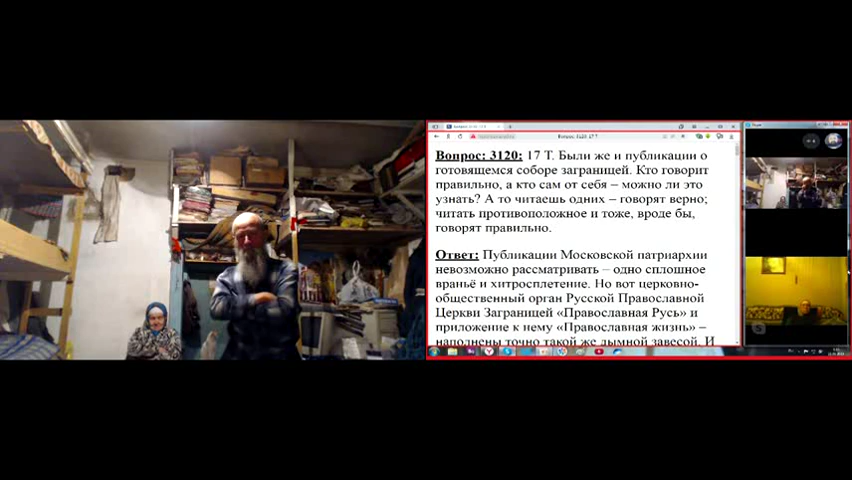 Вопрос: 3120: 17 Т. Были же и публикации о
готовящемся соборе заграницей. Кто говорит
правильно, а кто сам от себя – можно ли это
узнать? А то читаешь одних – говорят верно;
читать противоположное и тоже, вроде бы,
говорят правильно.
Ответ: Публикации Московской патриархии
невозможно рассматривать – одно сплошное
враньё и хитросплетение. Но вот церковно-
общественный орган Русской Православной
Церкви Заграницей «Православная Русь» и
приложение к нему «Православная жизнь» –
наполнены точно такой же дымной завесой. И